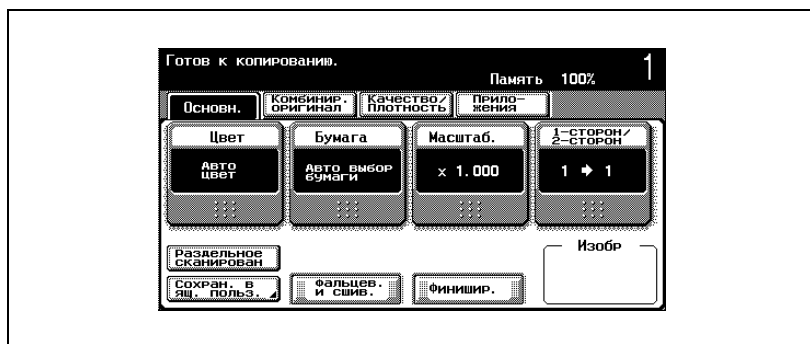 Готов к копированию.
1
Память 100%
Основн.
Комбинир.
оригинал
Качество/
плотность
Прило-
жения
Цвет
Бумага
Масштаб.
1-сторон/
2-сторон
Авто
цвет
Авто выбор
бумаги
x 1.000
1 → 1
Раздельное
сканирован
Изобр
Сохран. в
ящ. польз.
Фальцев.
и сшив.
Финишир.